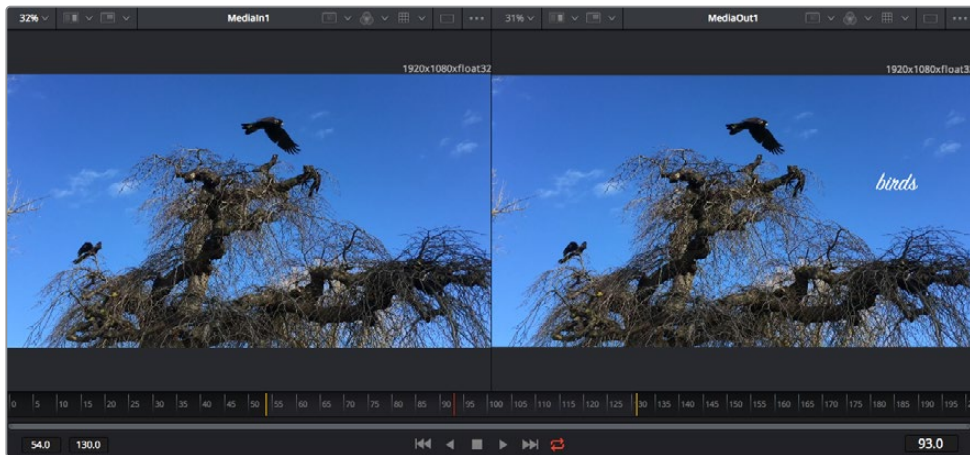 32% MediaIn1 31% MediaOut1
1920x1080xfloat32 1920x1080xfloat3
birds
0 5 10 15 20 25 30 35 40 45 50 55 60 65 70 75 80 85 90 95 100 105 110 115 120 125 130 135 140 145 150 155 160 165 170 175 180 185 190 195
54.0 130.0 93.0